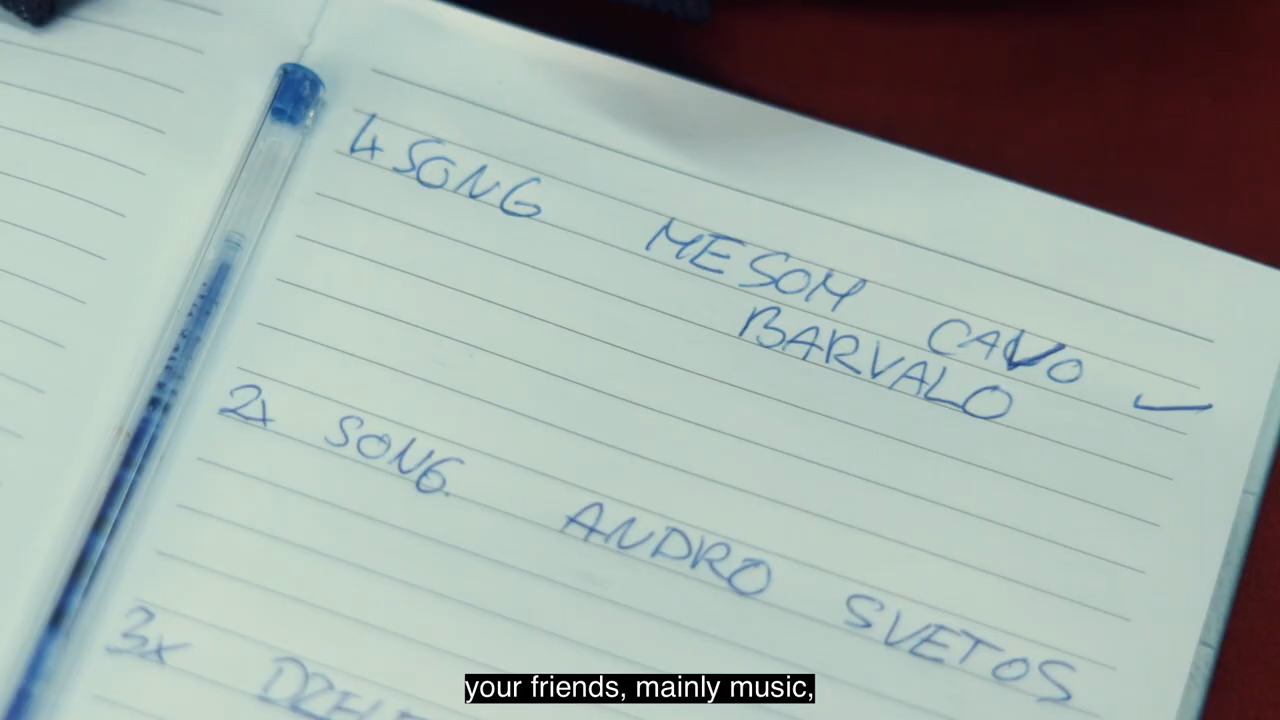 4 SONG MESOM CAVO
BARVALO
2x SONG. ANDRO SVETOS
3x
your friends, mainly music,